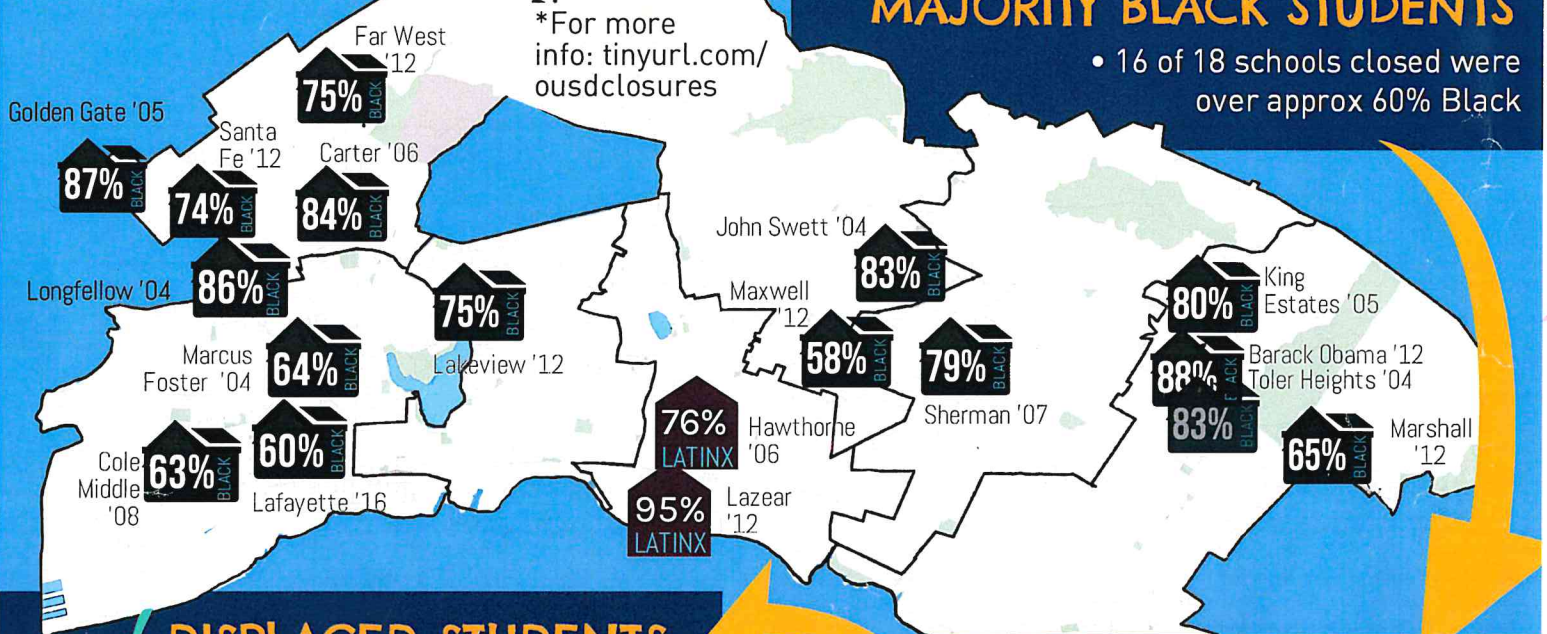 *For more
info: tinyurl.com/
ousdclosures
MAJORITY BLACK STUDENTS
• 16 of 18 schools closed were
over approx 60% Black
Far West
'12
75% BLACK
Golden Gate '05
87% BLACK
Santa
Fe '12
74% BLACK
Carter '06
84% BLACK
Longfellow '04
86% BLACK
75% BLACK
Lakeview '12
Marcus
Foster '04
64% BLACK
Cole
Middle
'08
63% BLACK
60% BLACK
Lafayette '16
John Swett '04
83% BLACK
Maxwell
'12
58% BLACK
79% BLACK
Sherman '07
76%
LATINX
Hawthorne
'06
95%
LATINX
Lazear
'12
80% BLACK
King
Estates '05
88% BLACK
Barack Obama '12
Toler Heights '04
83% BLACK
65% BLACK
Marshall
'12
DISPLACED STUDENTS